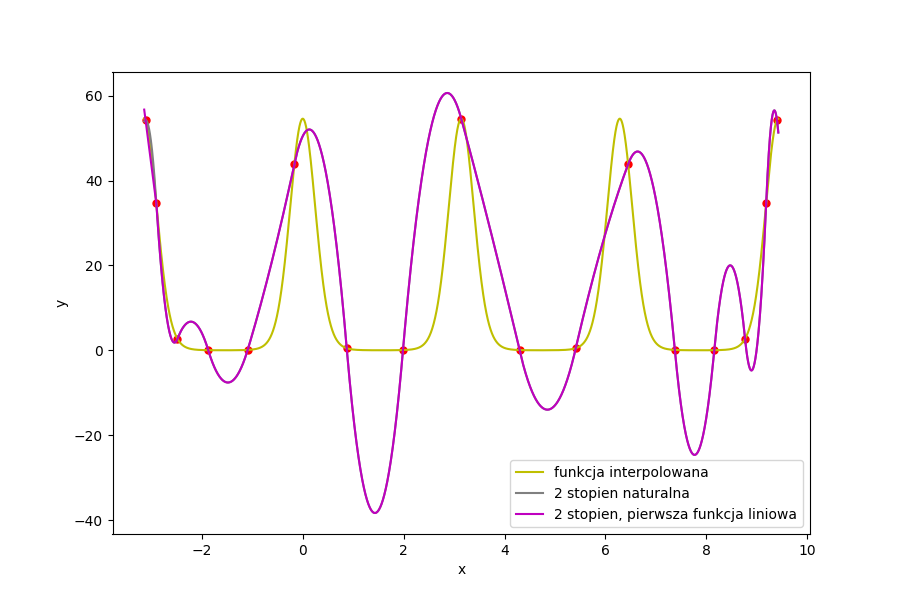 60
40
20
0
−20
−40
y
−2 0 2 4 6 8 10
x
funkcja interpolowana
2 stopien naturalna
2 stopien, pierwsza funkcja liniowa